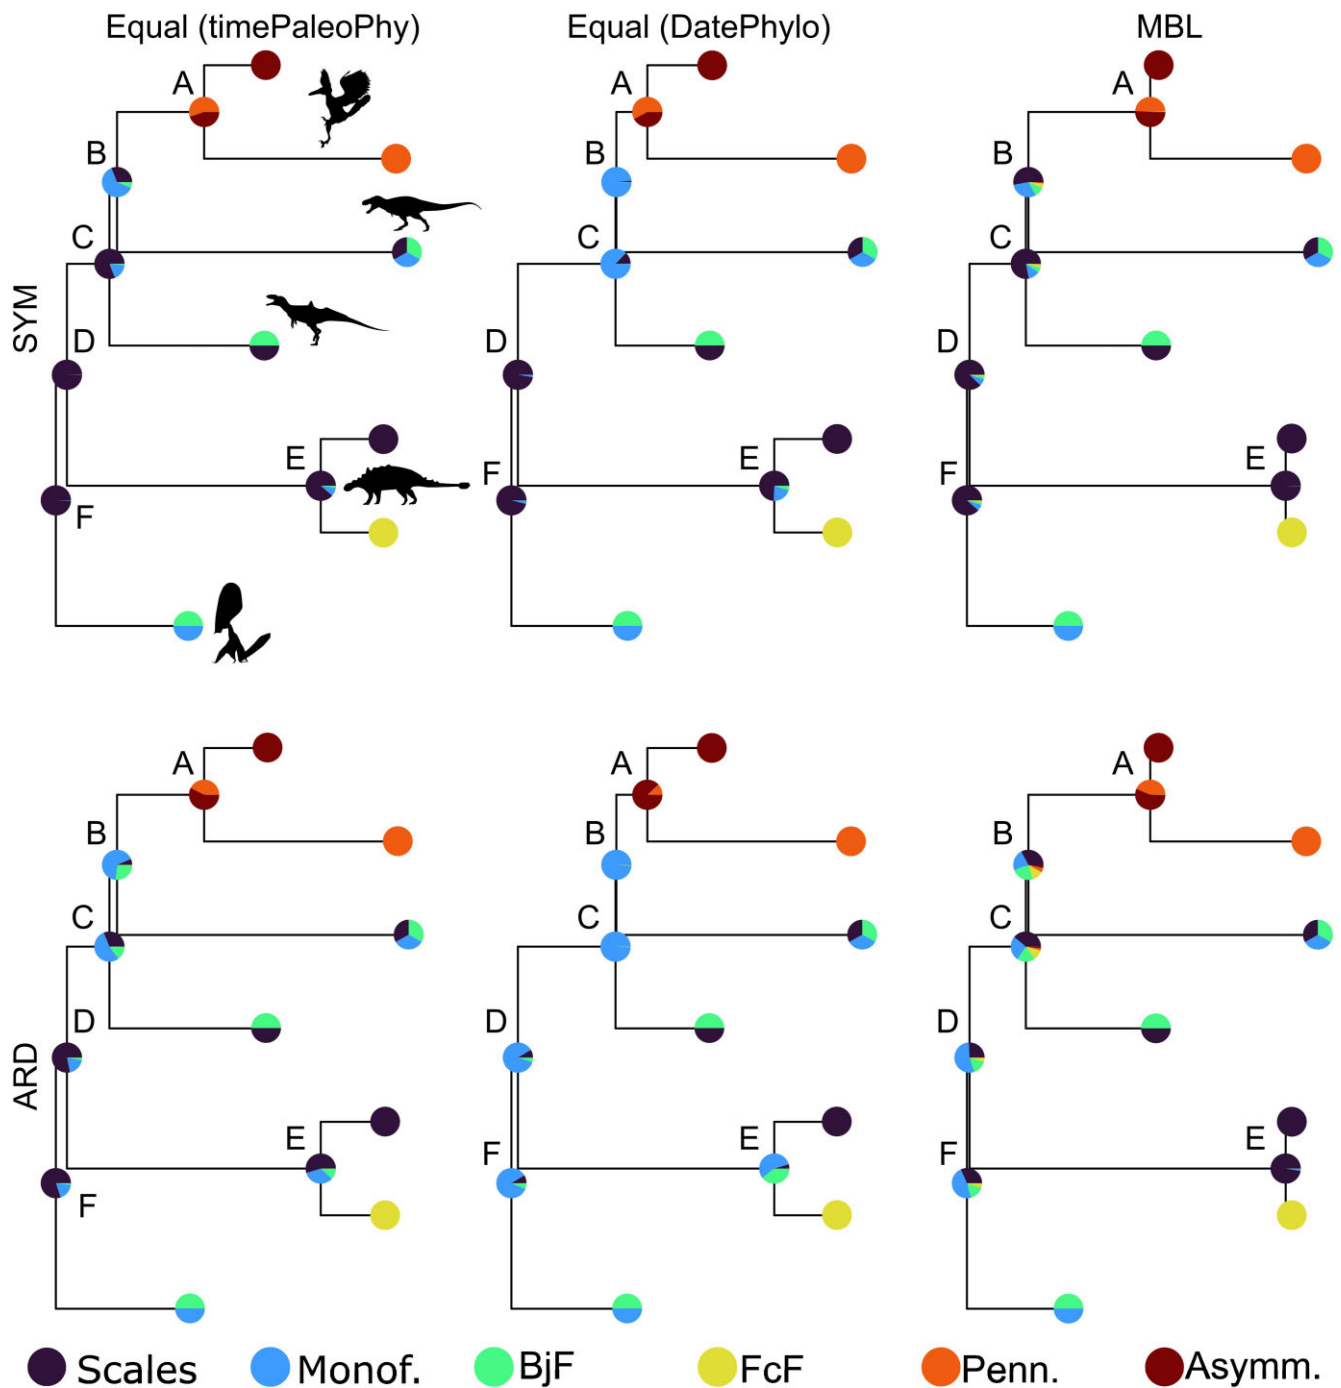 Equal (timePaleoPhy) Equal (DatePhylo) MBL
A A A
B B B
C C C
SYM
D D D
E E E
F F F
A A A
B B B
C C C
ARD
D D D
E E E
F F F
Scales Monof. BjF FcF Penn. Asymm.